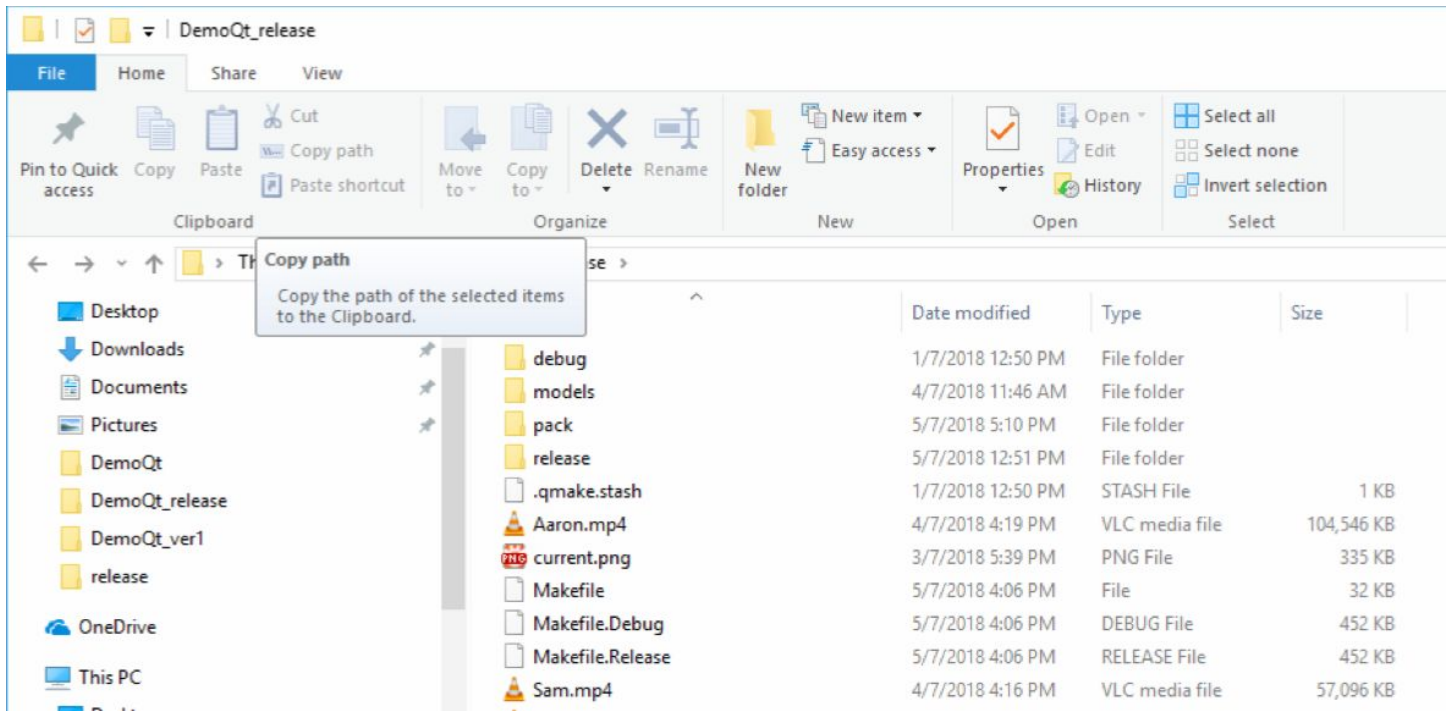 DemoQt_release
File Home Share View
Pin to Quick access
Copy
Paste
Cut
Copy path
Paste shortcut
Clipboard
Move to
Copy to
Delete
Rename
Organize
New folder
New item
Easy access
New
Properties
Open
Edit
History
Open
Select all
Select none
Invert selection
Select
Copy path
Copy the path of the selected items
to the Clipboard.
Date modified Type Size
Desktop
Downloads
Documents
Pictures
DemoQt
DemoQt_release
DemoQt_ver1
release
OneDrive
This PC
debug 1/7/2018 12:50 PM File folder
models 4/7/2018 11:46 AM File folder
pack 5/7/2018 5:10 PM File folder
release 5/7/2018 12:51 PM File folder
.qmake.stash 1/7/2018 12:50 PM STASH File 1 KB
Aaron.mp4 4/7/2018 4:19 PM VLC media file 104,546 KB
PNG current.png 3/7/2018 5:39 PM PNG File 335 KB
Makefile 5/7/2018 4:06 PM File 32 KB
Makefile.Debug 5/7/2018 4:06 PM DEBUG File 452 KB
Makefile.Release 5/7/2018 4:06 PM RELEASE File 452 KB
Sam.mp4 4/7/2018 4:16 PM VLC media file 57,096 KB